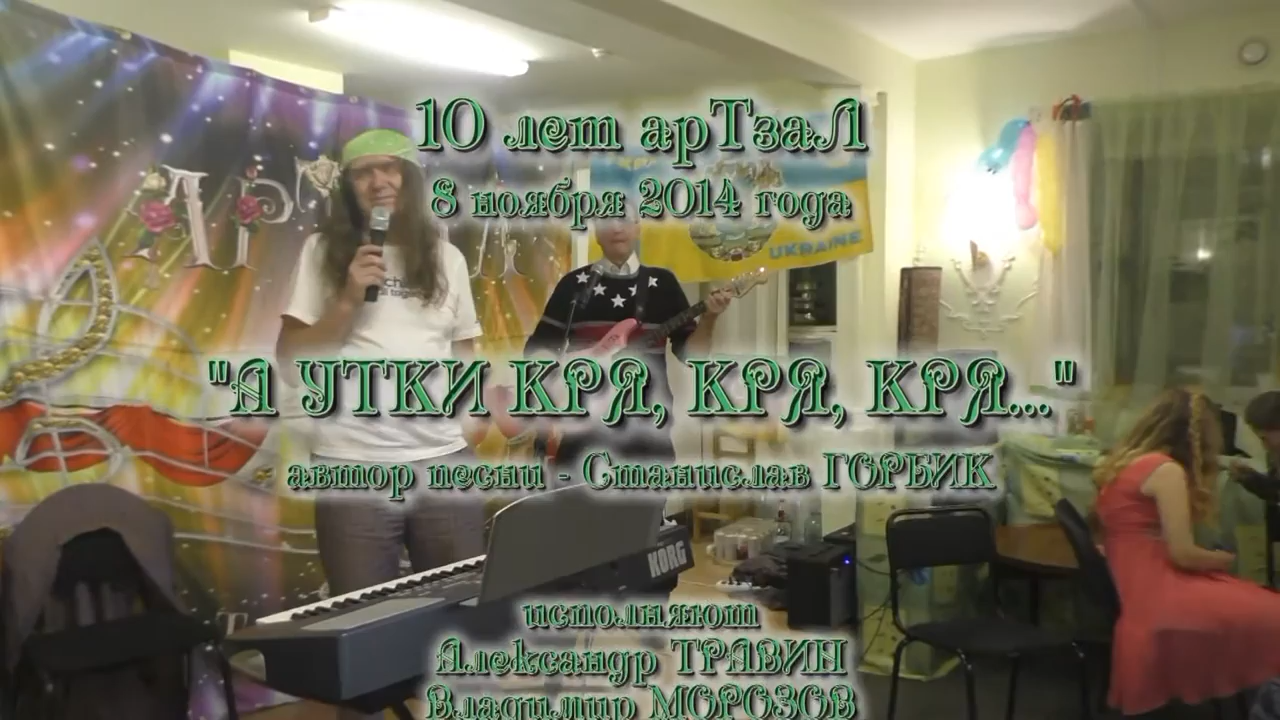 10 лет арТзаЛ
8 ноября 2014 года
UKRAINE
"А УТКИ КРЯ, КРЯ, КРЯ..."
автор песни - Станислав ГОРБИК
KORG
исполняют
Александр ТРАВИН
Владимир МОРОЗОВ